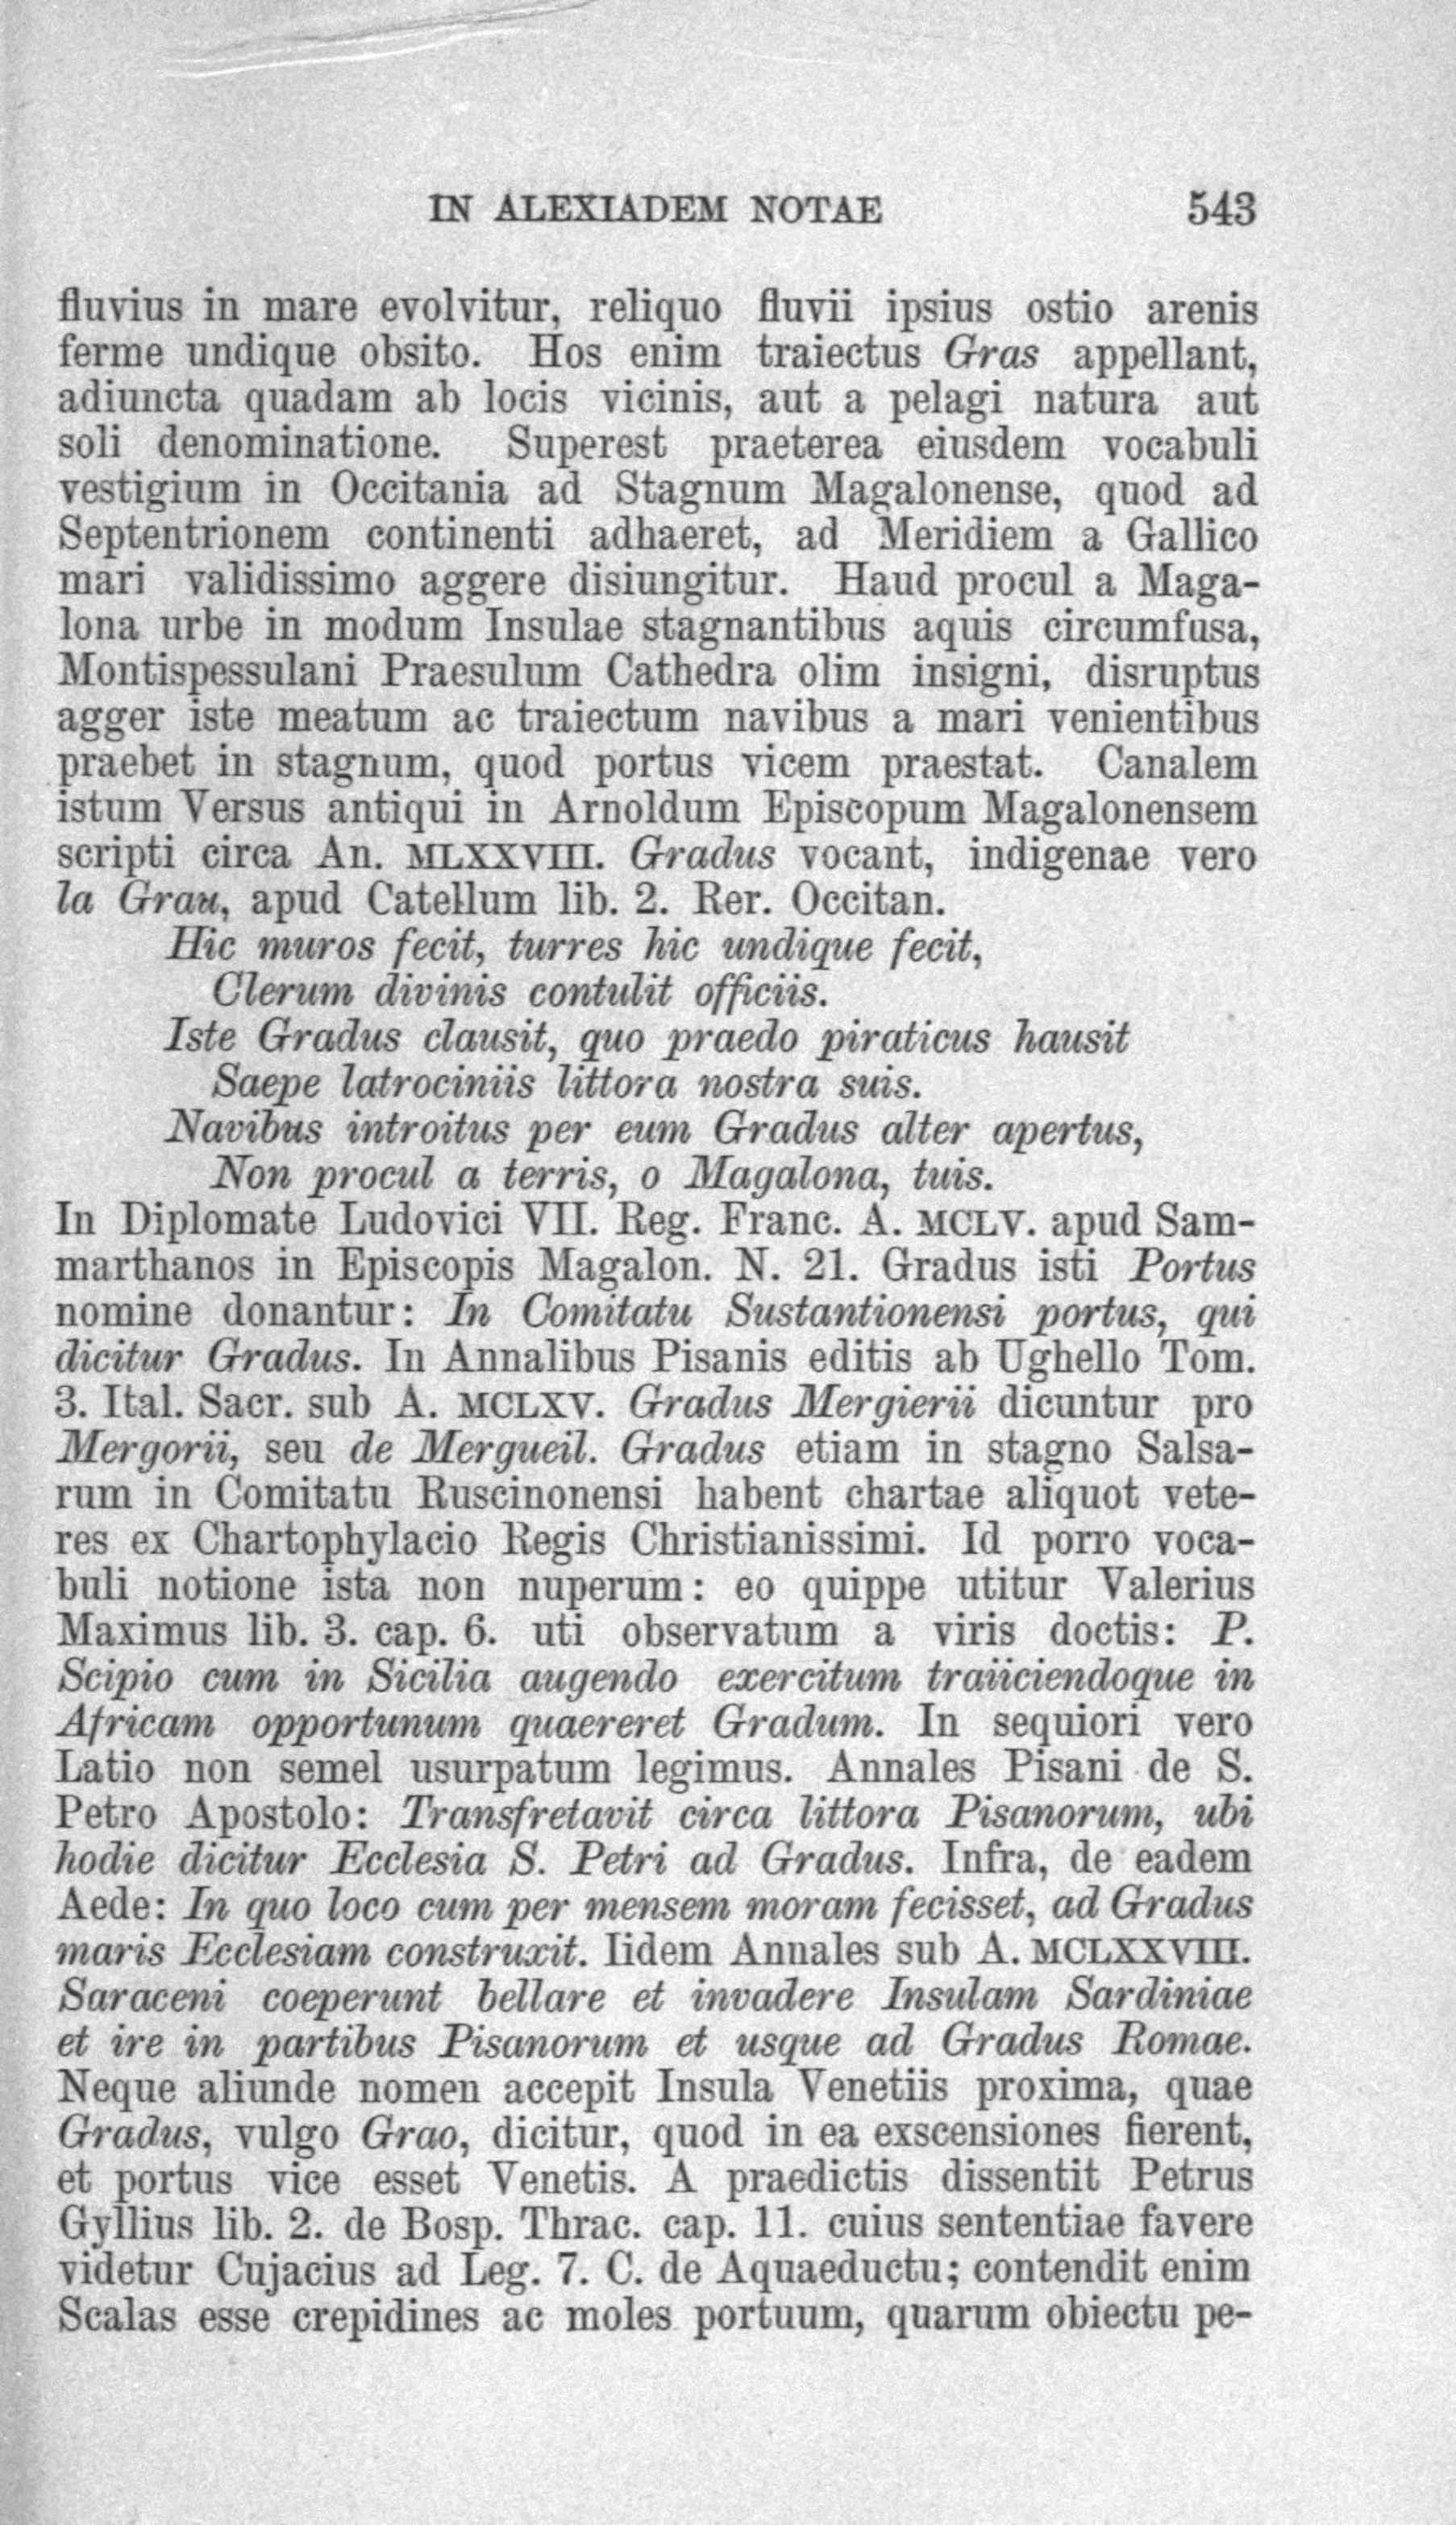 IN ALEXIADEM NOTAE 543
fluvius in mare evolvitur, reliquo fluvii ipsius ostio arenis
ferme undique obsito. Hos enim traiectus Gras appellant,
adiuncta quadam ab locis vicinis, aut a pelagi natura aut
soli denominatione. Superest praeterea eiusdem vocabuli
vestigium in Occitania ad Stagnum Magalonense, quod ad
Septentrionem continenti adhaeret, ad Meridiem a Gallico
mari validissimo aggere disiungitur. Haud procul a Maga-
lona urbe in modum Insulae stagnantibus aquis circumfusa,
Montispessulani Praesulum Cathedra olim insigni, disruptus
agger iste meatum ac traiectum navibus a mari venientibus
praebet in stagnum, quod portus vicem praestat. Canalem
istum Versus antiqui in Arnoldum Episcopum Magalonensem
scripti circa An. MLXXVIII. Gradus vocant, indigenae vero
la Grau, apud Catellum lib. 2. Rer. Occitan.
Hic muros fecit, turres hic undique fecit,
Clerum divinis contulit officiis.
Iste Gradus clausit, quo praedo piraticus hausit
Saepe latrociniis littora nostra suis.
Navibus introitus per eum Gradus alter apertus,
Non procul a terris, o Magalona, tuis.
In Diplomate Ludovici VII. Reg. Franc. A. MCLV. apud Sam-
marthanos in Episcopis Magalon. N. 21. Gradus isti Portus
nomine donantur: In Comitatu Sustantionensi portus, qui
dicitur Gradus. In Annalibus Pisanis editis ab Ughello Tom.
3. Ital. Sacr. sub A. MCLXV. Gradus Mergierii dicuntur pro
Mergorii, seu de Mergueil. Gradus etiam in stagno Salsa-
rum in Comitatu Ruscinonensi habent chartae aliquot vete-
res ex Chartophylacio Regis Christianissimi. Id porro voca-
buli notione ista non nuperum: eo quippe utitur Valerius
Maximus lib. 3. cap. 6. uti observatum a viris doctis: P.
Scipio cum in Sicilia augendo exercitum traiiciendoque in
Africam opportunum quaereret Gradum. In sequiori vero
Latio non semel usurpatum legimus. Annales Pisani de S.
Petro Apostolo: Transfretavit circa littora Pisanorum, ubi
hodie dicitur Ecclesia S. Petri ad Gradus. Infra, de eadem
Aede: In quo loco cum per mensem moram fecisset, ad Gradus
maris Ecclesiam construxit. Iidem Annales sub A. MCLXXVIII.
Saraceni coeperunt bellare et invadere Insulam Sardiniae
et ire in partibus Pisanorum et usque ad Gradus Romae.
Neque aliunde nomen accepit Insula Venetiis proxima, quae
Gradus, vulgo Grao, dicitur, quod in ea exscensiones fierent,
et portus vice esset Venetis. A praedictis dissentit Petrus
Gyllius lib. 2. de Bosp. Thrac. cap. 11. cuius sententiae favere
videtur Cujacius ad Leg. 7. C. de Aquaeductu; contendit enim
Scalas esse crepidines ac moles portuum, quarum obiectu pe-